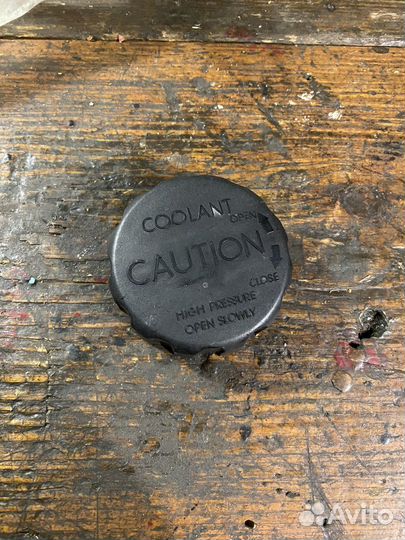 COOLANT
OPEN
CAUTION
CLOSE
HIGH PRESSURE
OPEN SLOWLY
Avito